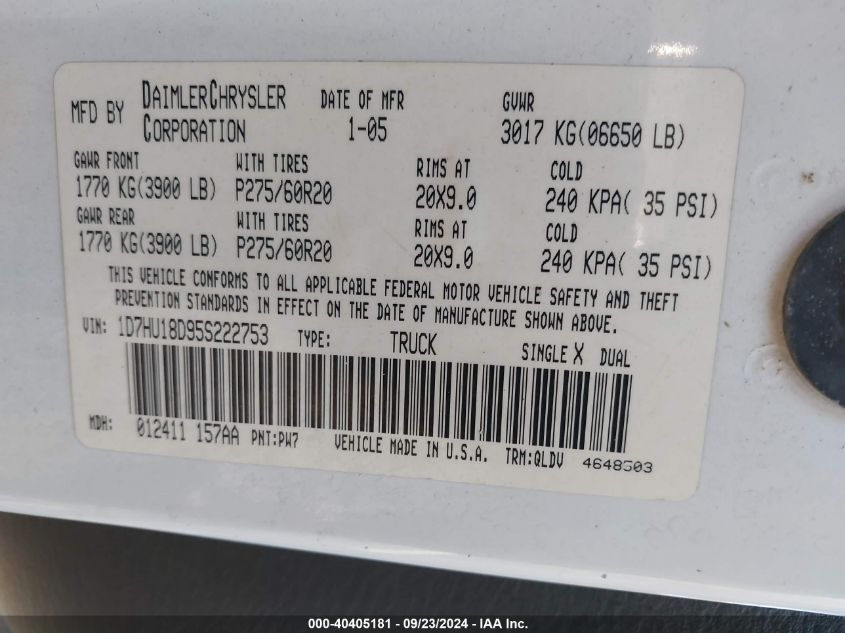 MFD BY DAIMLERCHRYSLER CORPORATION DATE OF MFR 1-05 GVWR 3017 KG(06650 LB)
GAWR FRONT WITH TIRES RIMS AT COLD
1770 KG(3900 LB) P275/60R20 20X9.0 240 KPA( 35 PSI)
GAWR REAR WITH TIRES RIMS AT COLD
1770 KG(3900 LB) P275/60R20 20X9.0 240 KPA( 35 PSI)
THIS VEHICLE CONFORMS TO ALL APPLICABLE FEDERAL MOTOR VEHICLE SAFETY AND THEFT
PREVENTION STANDARDS IN EFFECT ON THE DATE OF MANUFACTURE SHOWN ABOVE.
VIN: 1D7HU18D95S222753 TYPE: TRUCK SINGLE X DUAL
MDH: 012411 157AA PNT:PW7 VEHICLE MADE IN U.S.A. TRM:QLDV 4648503
000-40405181 - 09/23/2024 - IAA Inc.